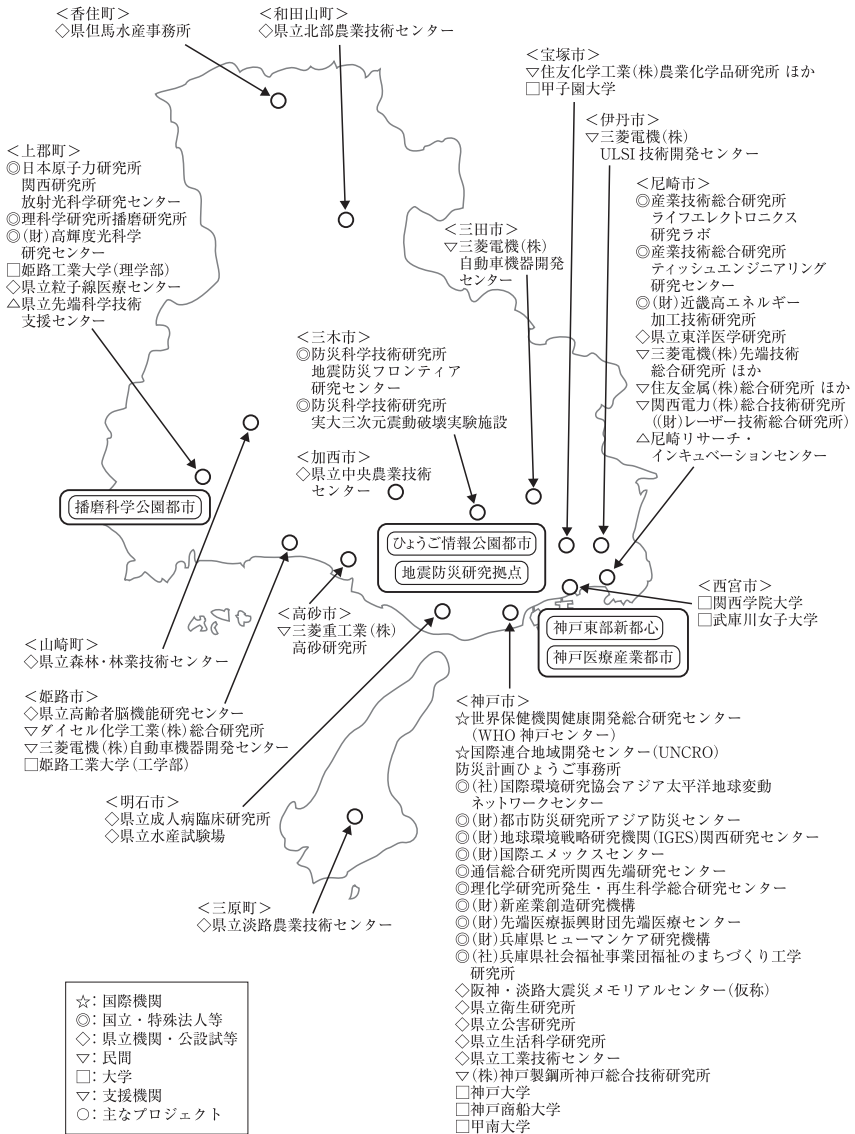 ＜香住町＞
◇県但馬水産事務所
＜和田山町＞
◇県立北部農業技術センター
＜宝塚市＞
▽住友化学工業(株)農業化学品研究所 ほか
□甲子園大学
＜伊丹市＞
▽三菱電機(株)
ULSI技術開発センター
＜上郡町＞
◎日本原子力研究所
関西研究所
放射光科学研究センター
◎理科学研究所播磨研究所
◎(財)高輝度光科学
研究センター
□姫路工業大学(理学部)
◇県立粒子線医療センター
△県立先端科学技術
支援センター
＜尼崎市＞
◎産業技術総合研究所
ライフエレクトロニクス
研究ラボ
◎産業技術総合研究所
ティッシュエンジニアリング
研究センター
◎(財)近畿高エネルギー
加工技術研究所
◇県立東洋医学研究所
▽三菱電機(株)先端技術
総合研究所 ほか
▽住友金属(株)総合研究所 ほか
▽関西電力(株)総合技術研究所
((財)レーザー技術総合研究所)
△尼崎リサーチ・
インキュベーションセンター
＜三田市＞
▽三菱電機(株)
自動車機器開発
センター
＜三木市＞
◎防災科学技術研究所
地震防災フロンティア
研究センター
◎防災科学技術研究所
実大三次元震動破壊実験施設
＜加西市＞
◇県立中央農業技術
センター
播磨科学公園都市
ひょうご情報公園都市
地震防災研究拠点
＜西宮市＞
□関西学院大学
□武庫川女子大学
＜高砂市＞
▽三菱重工業(株)
高砂研究所
神戸東部新都心
神戸医療産業都市
＜山崎町＞
◇県立森林・林業技術センター
＜姫路市＞
◇県立高齢者脳機能研究センター
▽ダイセル化学工業(株)総合研究所
▽三菱電機(株)自動車機器開発センター
□姫路工業大学(工学部)
＜明石市＞
◇県立成人病臨床研究所
◇県立水産試験場
＜三原町＞
◇県立淡路農業技術センター
＜神戸市＞
☆世界保健機関健康開発総合研究センター
(WHO神戸センター)
☆国際連合地域開発センター(UNCRO)
防災計画ひょうご事務所
◎(社)国際環境研究協会アジア太平洋地球変動
ネットワークセンター
◎(財)都市防災研究所アジア防災センター
◎(財)地球環境戦略研究機関(IGES)関西研究センター
◎(財)国際エメックスセンター
◎通信総合研究所関西先端研究センター
◎理化学研究所発生・再生科学総合研究センター
◎(財)新産業創造研究機構
◎(財)先端医療振興財団先端医療センター
◎(財)兵庫県ヒューマンケア研究機構
◎(社)兵庫県社会福祉事業団福祉のまちづくり工学
研究所
◇阪神・淡路大震災メモリアルセンター(仮称)
◇県立衛生研究所
◇県立公害研究所
◇県立生活科学研究所
◇県立工業技術センター
▽(株)神戸製鋼所神戸総合技術研究所
□神戸大学
□神戸商船大学
□甲南大学
☆：国際機関
◎：国立・特殊法人等
◇：県立機関・公設試等
▽：民間
□：大学
▽：支援機関
○：主なプロジェクト